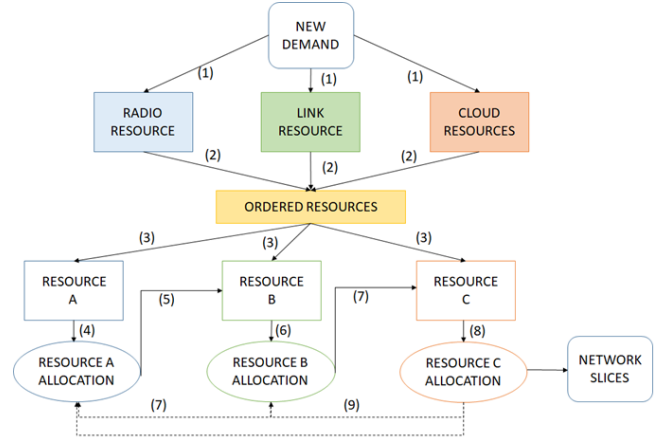 NEW
DEMAND
(1)
(1)
(1)
RADIO
RESOURCE
LINK
RESOURCE
CLOUD
RESOURCES
(2)
(2)
(2)
ORDERED RESOURCES
(3)
(3)
(3)
RESOURCE
A
RESOURCE
B
RESOURCE
C
(5)
(7)
(4)
(6)
(8)
RESOURCE A
ALLOCATION
RESOURCE B
ALLOCATION
RESOURCE C
ALLOCATION
NETWORK
SLICES
(7)
(9)